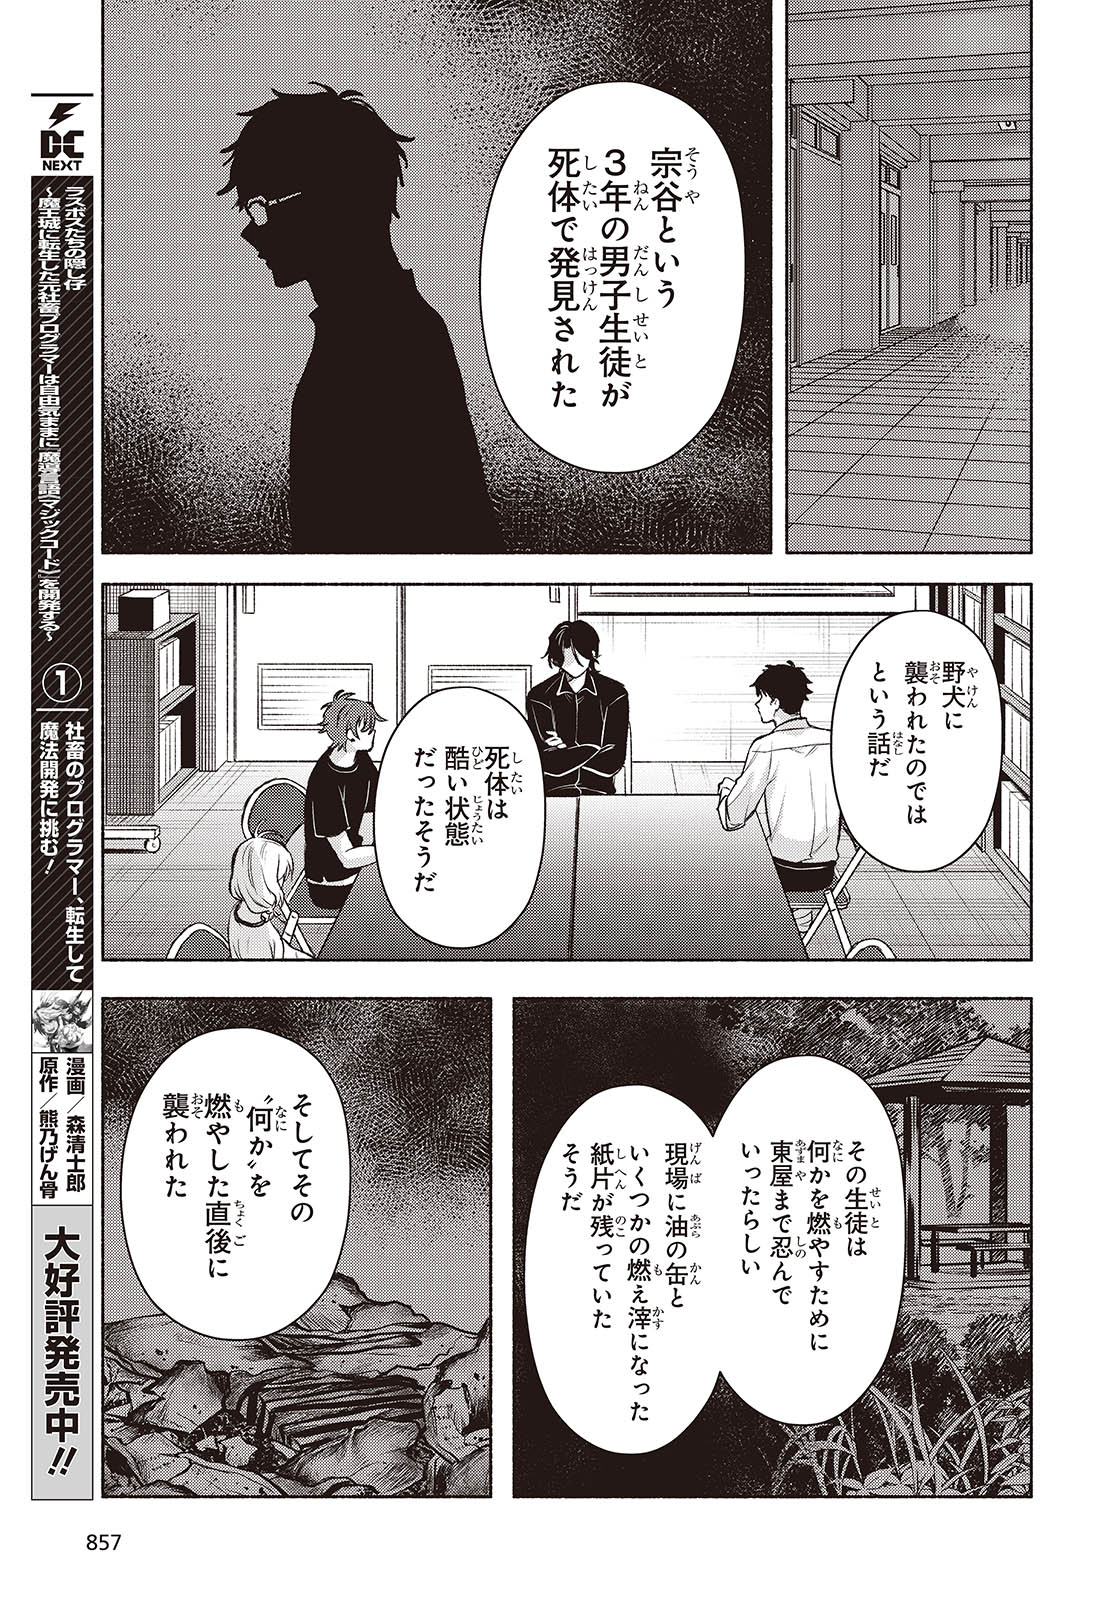 宗谷という
３年の男子生徒が
死体で発見された
野犬に
襲われたのでは
という話だ
死体は
酷い状態
だったそうだ
その生徒は
何かを燃やすために
東屋まで忍んで
いったらしい
現場に油の缶と
いくつかの燃え滓になった
紙片が残っていた
そうだ
そしてその
〝何か〟を
燃やした直後に
襲われた
DC
NEXT
ラスボスたちの隠し仔
～魔王城に転生した元社畜プログラマーは自由気ままに『魔導言語《マジックコード》』を開発する～
①
社畜のプログラマー、転生して
魔法開発に挑む！
漫画／森清士郎
原作／熊乃げん骨
大好評発売中!!
857